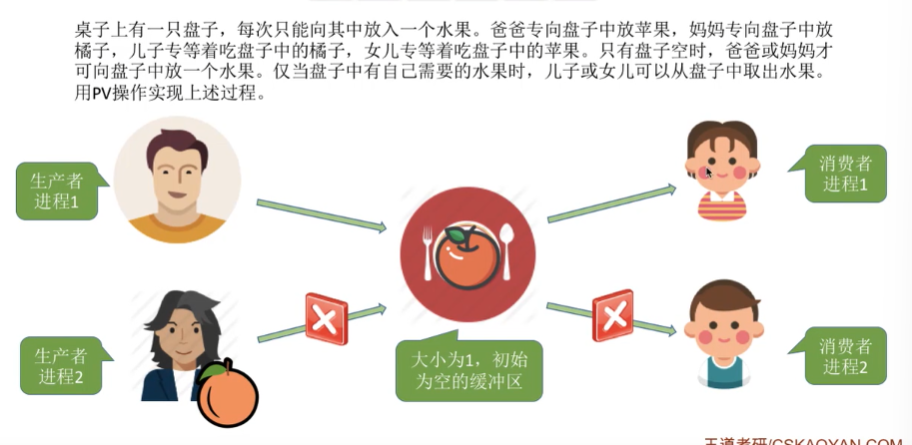 桌子上有一只盘子，每次只能向其中放入一个水果。爸爸专向盘子中放苹果，妈妈专向盘子中放
橘子，儿子专等着吃盘子中的橘子，女儿专等着吃盘子中的苹果。只有盘子空时，爸爸或妈妈才
可向盘子中放一个水果。仅当盘子中有自己需要的水果时，儿子或女儿可以从盘子中取出水果。
用PV操作实现上述过程。
生产者
进程1
消费者
进程1
生产者
进程2
大小为1，初始
为空的缓冲区
消费者
进程2
王道考研/CSKAOYAN.COM